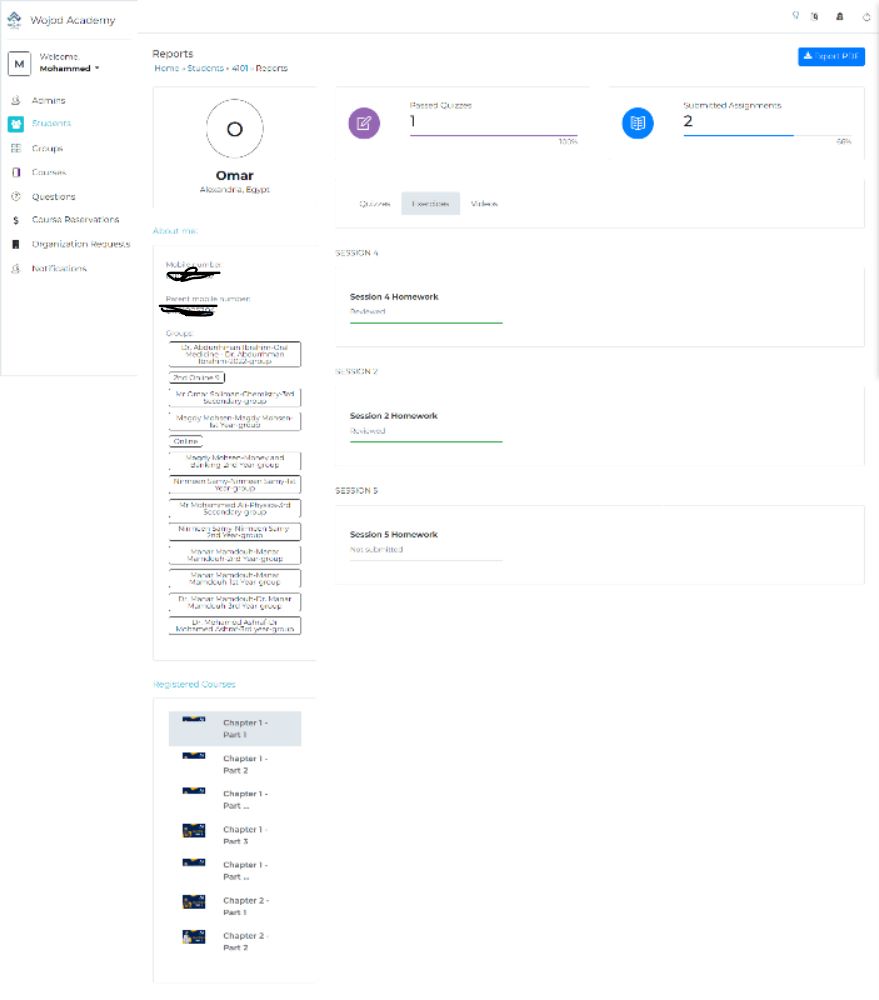 Wojod Academy
M
Welcome,
Mohammed
Admins
Students
Groups
Courses
Questions
$ Course Reservations
Organization Requests
Notifications
Reports
Home - Students - 4101 - Reports
Export PDF
O
Omar
Alexandria, Egypt
Passed Quizzes
1
100%
Submitted Assignments
2
66%
Quizzes
Exercices
Videos
About me:
Mobile number
Parent mobile number:
Groups:
Dr. Abdurrhman Ibrahim-Oral
Medicine - Dr. Abdurrhman
Ibrahim-2022-group
2nd Online 9
Mr Omar Soliman-Chemistry-3rd
Secondary-group
Magdy Mohsen-Magdy Mohsen-
1st Year-group
Online
Magdy Mohsen-Money and
Banking-2nd Year-group
Nirmeen Samy-Nirmeen Samy-1st
Year-group
Mr Mohammed Ali-Physics-3rd
Secondary-group
Nirmeen Samy-Nirmeen Samy
2nd Year-group
Manar Mamdouh-Manar
Mamdouh-2nd Year-group
Manar Mamdouh-Manar
Mamdouh-1st Year-group
Dr. Manar Mamdouh-Dr. Manar
Mamdouh-3rd Year-group
Dr. Mohamed Ashraf-Dr
Mohamed Ashraf-3rd year-group
Registered Courses
Chapter 1 -
Part 1
Chapter 1 -
Part 2
Chapter 1 -
Part ...
Chapter 1 -
Part 3
Chapter 1 -
Part ...
Chapter 2 -
Part 1
Chapter 2 -
Part 2
SESSION 4
Session 4 Homework
Reviewed
SESSION 2
Session 2 Homework
Reviewed
SESSION 5
Session 5 Homework
Not submitted